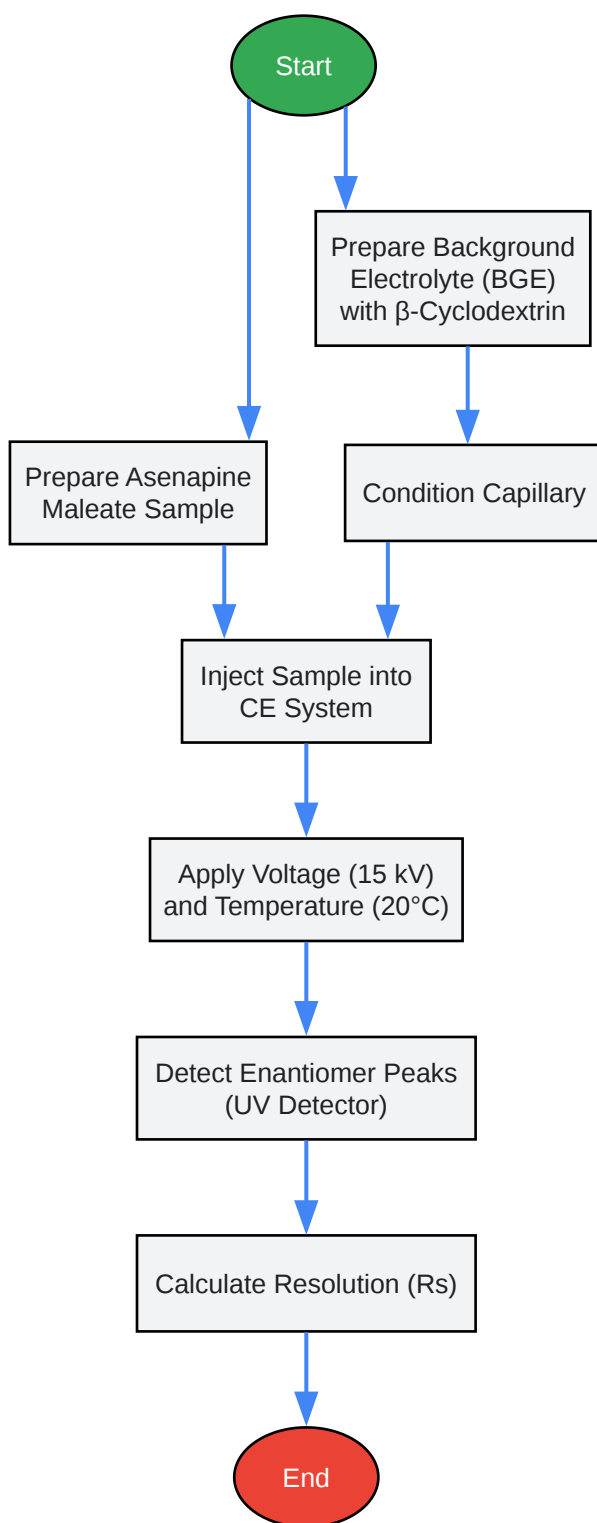 Start
Prepare Background
Electrolyte (BGE)
with β-Cyclodextrin
Prepare Asenapine
Maleate Sample
Condition Capillary
Inject Sample into
CE System
Apply Voltage (15 kV)
and Temperature (20°C)
Detect Enantiomer Peaks
(UV Detector)
Calculate Resolution (Rs)
End